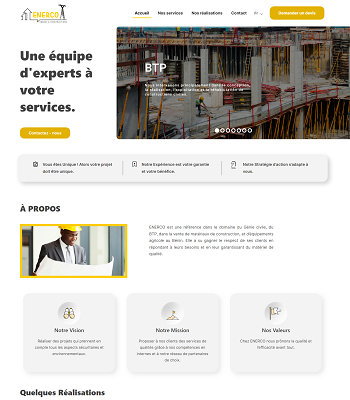 ENERCO
Accueil Nos services Nos réalisations Contact Fr Demander un devis
Une équipe
d'experts à
votre
services.
Contactez - nous
BTP
Nous intervenons principalement dans la conception,
la réalisation, l'exploitation et la réhabilitation de
constructions
Vous êtes Unique ! Alors votre projet
doit être unique.
Notre Expérience est votre garantie
et votre bénéfice.
Notre Stratégie d'action s'adapte à
vous.
À PROPOS
ENERCO est une référence dans le domaine du Génie civile, du
BTP, dans la vente de matériaux de construction, et d'équipements
agricole au Bénin. Elle a su gagner le respect de ses clients en
répondant à leurs besoins et en leur garantissant du matériel de
qualité.
Notre Vision
Réaliser des projets qui prennent en
compte tous les aspects sécuritaires et
environnementaux.
Notre Mission
Proposer à nos clients des services de
qualités grâce à nos compétences en
internes et à notre réseau de partenaires
de choix.
Nos Valeurs
Chez ENERCO nous prônons la qualité et
l'efficacité avant tout.
Quelques Réalisations